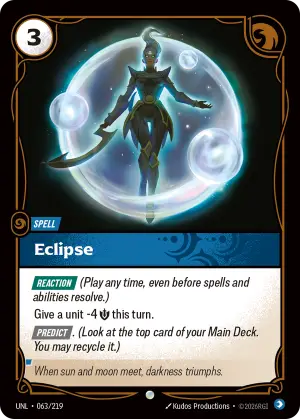 3
SPELL
Eclipse
REACTION (Play any time, even before spells and
abilities resolve.)
Give a unit -4 this turn.
PREDICT. (Look at the top card of your Main Deck.
You may recycle it.)
When sun and moon meet, darkness triumphs.
UNL • 063/219
Kudos Productions • ©2026RGI